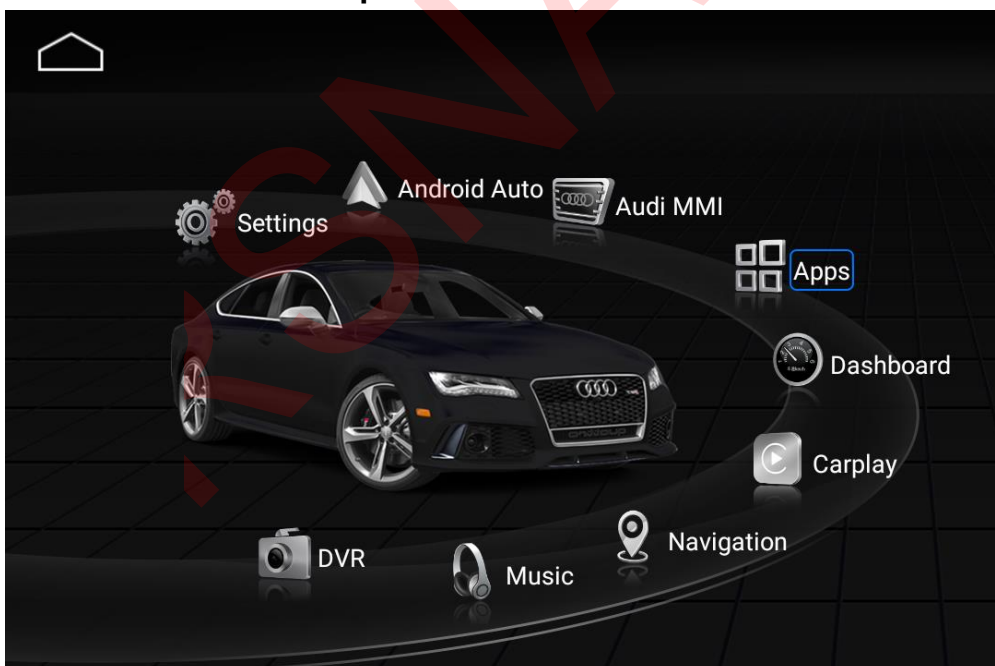 Android Auto
Settings
Audi MMI
Apps
Dashboard
Carplay
Navigation
DVR
Music